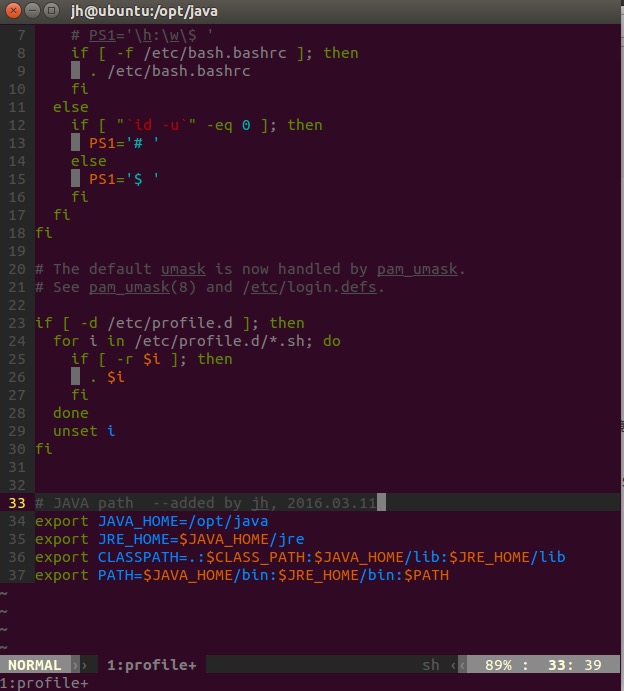 jh@ubuntu:/opt/java
7 # PS1='\h:\w\$ '
8 if [ -f /etc/bash.bashrc ]; then
9 . /etc/bash.bashrc
10 fi
11 else
12 if [ "`id -u`" -eq 0 ]; then
13 PS1='# '
14 else
15 PS1='$ '
16 fi
17 fi
18 fi
19
20 # The default umask is now handled by pam_umask.
21 # See pam_umask(8) and /etc/login.defs.
22
23 if [ -d /etc/profile.d ]; then
24 for i in /etc/profile.d/*.sh; do
25 if [ -r $i ]; then
26 . $i
27 fi
28 done
29 unset i
30 fi
31
32
33 # JAVA path  --added by jh, 2016.03.11
34 export JAVA_HOME=/opt/java
35 export JRE_HOME=$JAVA_HOME/jre
36 export CLASSPATH=.:$CLASS_PATH:$JAVA_HOME/lib:$JRE_HOME/lib
37 export PATH=$JAVA_HOME/bin:$JRE_HOME/bin:$PATH
~
~
~
~
NORMAL 1:profile+ sh 89% : 33: 39
1:profile+